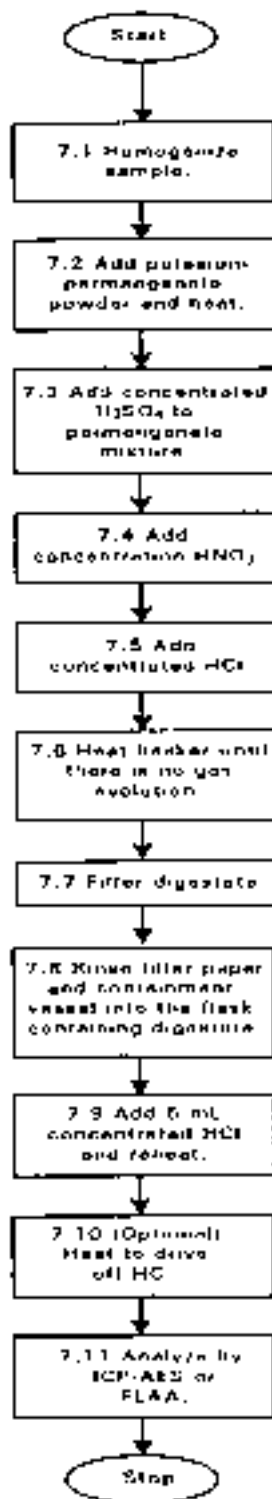 Start
7.1 Homogenize
sample.
7.2 Add potassium
permanganate
powder and heat.
7.3 Add concentrated
H₂SO₄ to
permanganate
mixture
7.4 Add
concentration HNO₃
7.5 Add
concentrated HCl
7.6 Heat beaker until
there is no gas
evolution
7.7 Filter digestate
7.8 Rinse filter paper
and containment
vessel into the flask
containing digestate
7.9 Add 5 mL
concentrated HCl
and reheat.
7.10 (Optional)
Heat to drive
off HCl
7.11 Analyze by
ICP-AES or
FLAA.
Stop